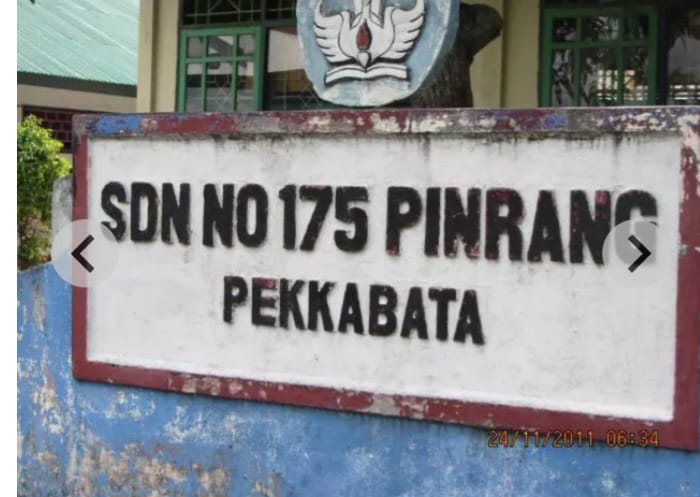 SDN NO 175 PINRANG
PEKKABATA
24/11/2011 06:34